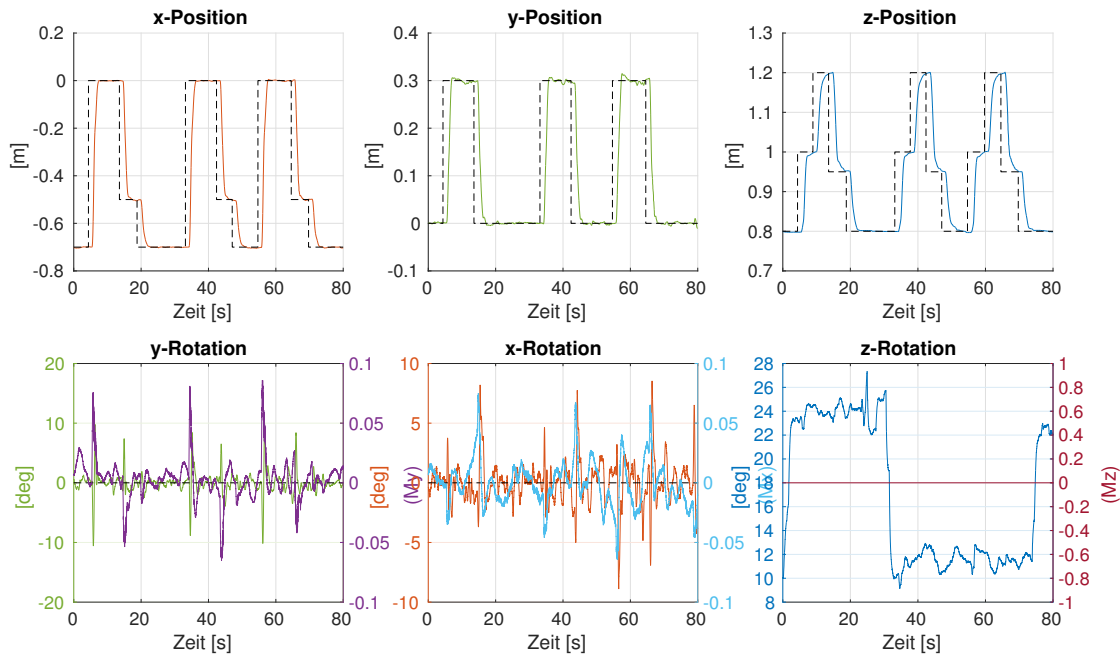 x-Position
y-Position
z-Position
0.2
0
-0.2
-0.4
-0.6
-0.8
[m]
0 20 40 60 80
Zeit [s]
0.4
0.3
0.2
0.1
0
-0.1
[m]
0 20 40 60 80
Zeit [s]
1.3
1.2
1.1
1
0.9
0.8
0.7
[m]
0 20 40 60 80
Zeit [s]
y-Rotation
x-Rotation
z-Rotation
20
10
0
-10
-20
[deg]
0.1
0.05
0
-0.05
-0.1
(My)
0 20 40 60 80
Zeit [s]
10
5
0
-5
-10
[deg]
0.1
0.05
0
-0.05
-0.1
(Mx)
0 20 40 60 80
Zeit [s]
28
26
24
22
20
18
16
14
12
10
8
[deg]
1
0.8
0.6
0.4
0.2
0
-0.2
-0.4
-0.6
-0.8
-1
(Mz)
0 20 40 60 80
Zeit [s]